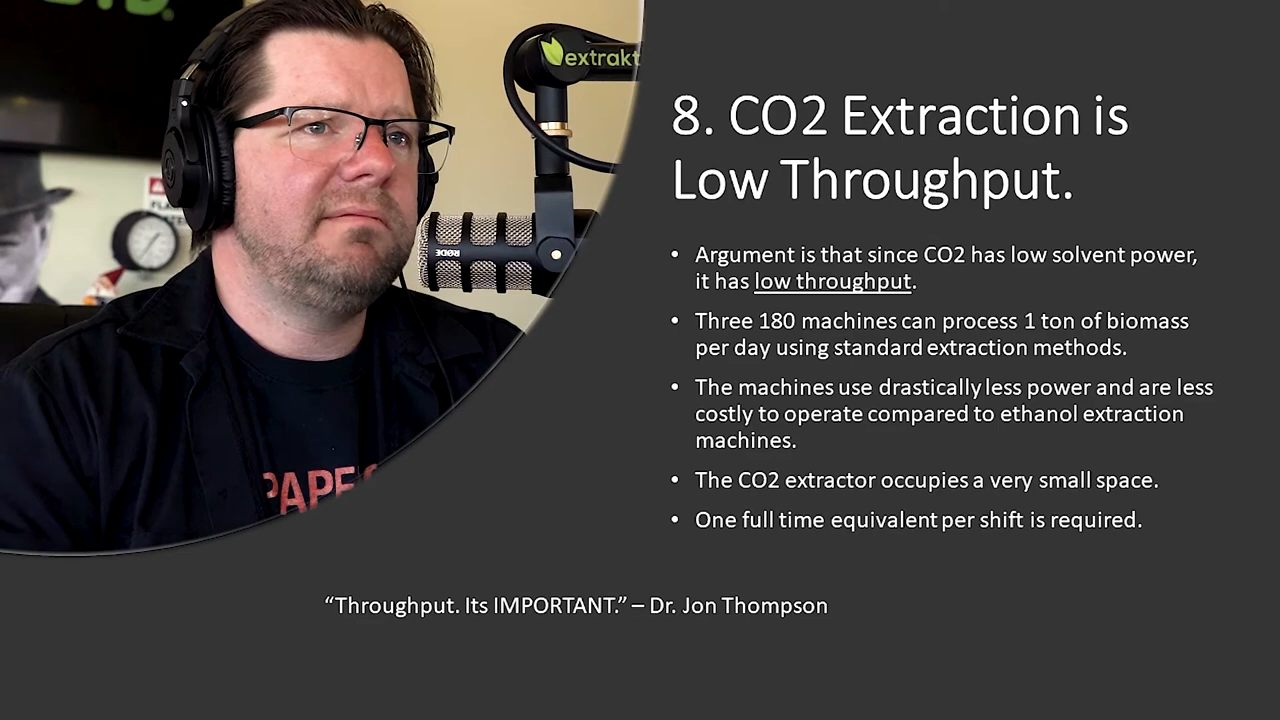 extrakt
8. CO2 Extraction is
Low Throughput.
• Argument is that since CO2 has low solvent power,
it has low throughput.
• Three 180 machines can process 1 ton of biomass
per day using standard extraction methods.
• The machines use drastically less power and are less
costly to operate compared to ethanol extraction
machines.
• The CO2 extractor occupies a very small space.
• One full time equivalent per shift is required.
RØDE
“Throughput. Its IMPORTANT.” – Dr. Jon Thompson